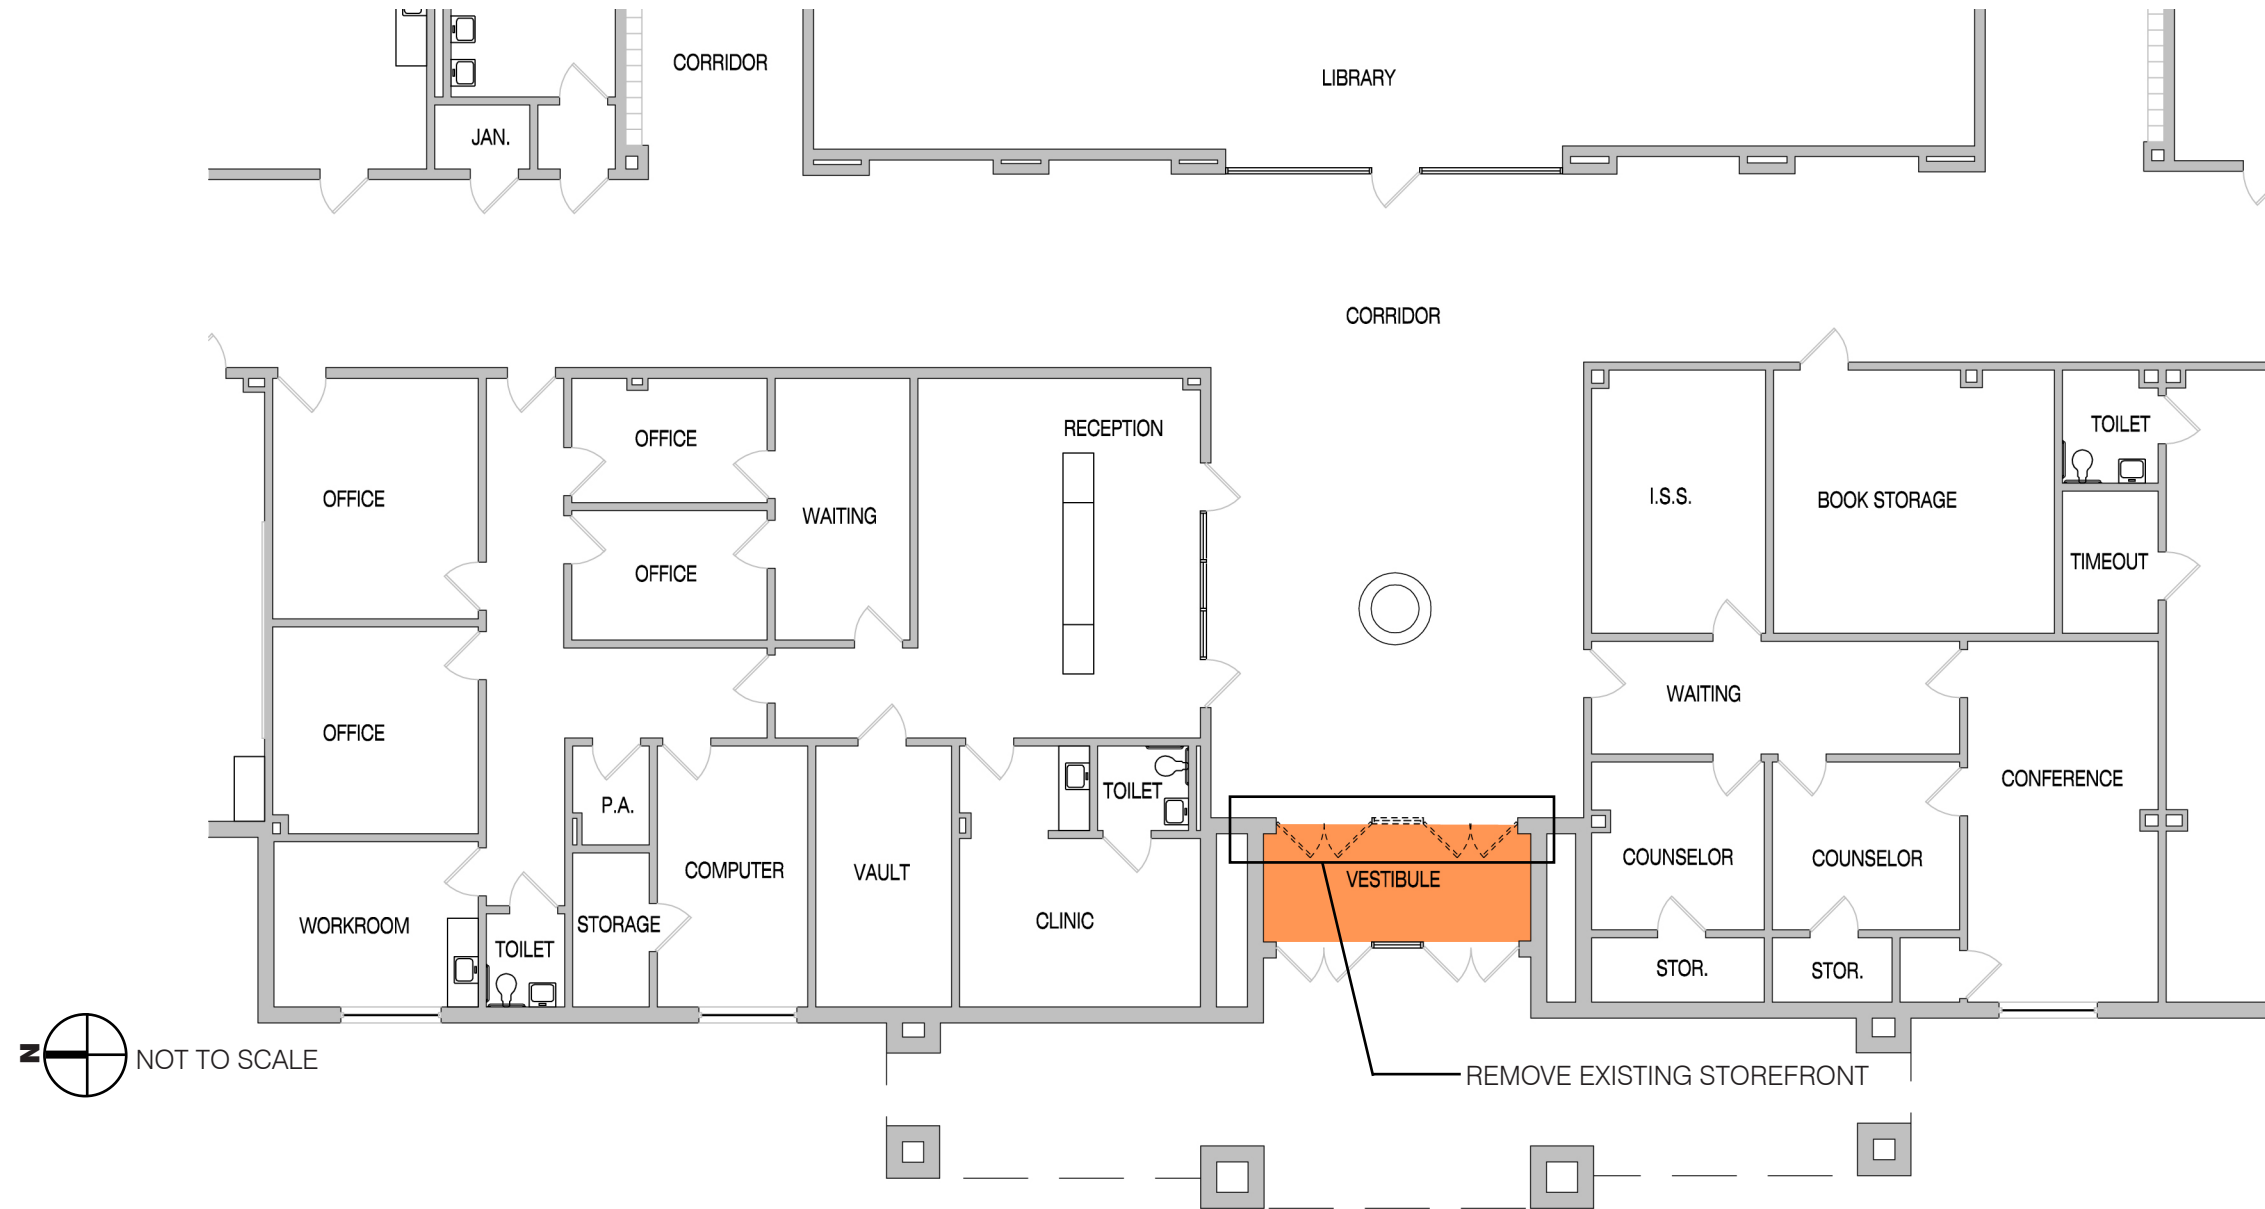 CORRIDOR
LIBRARY
JAN.
CORRIDOR
RECEPTION
TOILET
OFFICE
OFFICE
WAITING
I.S.S.
BOOK STORAGE
OFFICE
TIMEOUT
WAITING
OFFICE
CONFERENCE
TOILET
P.A.
COUNSELOR
COUNSELOR
COMPUTER
VAULT
VESTIBULE
WORKROOM
STORAGE
CLINIC
TOILET
STOR.
STOR.
N
NOT TO SCALE
REMOVE EXISTING STOREFRONT